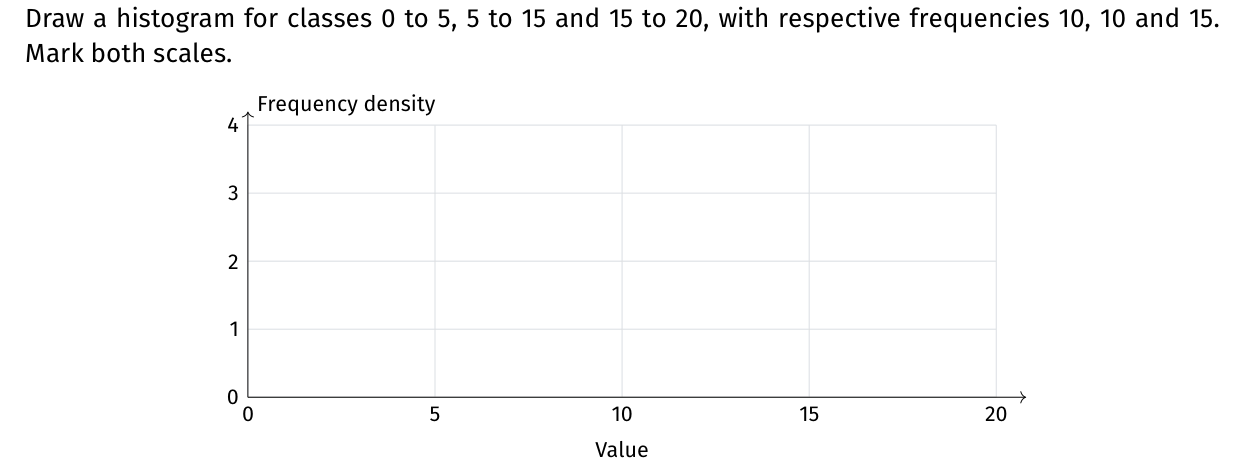 Draw a histogram for classes 0 to 5, 5 to 15 and 15 to 20, with respective frequencies 10, 10 and 15.
Mark both scales.
Frequency density
4
3
2
1
0
0 5 10 15 20
Value